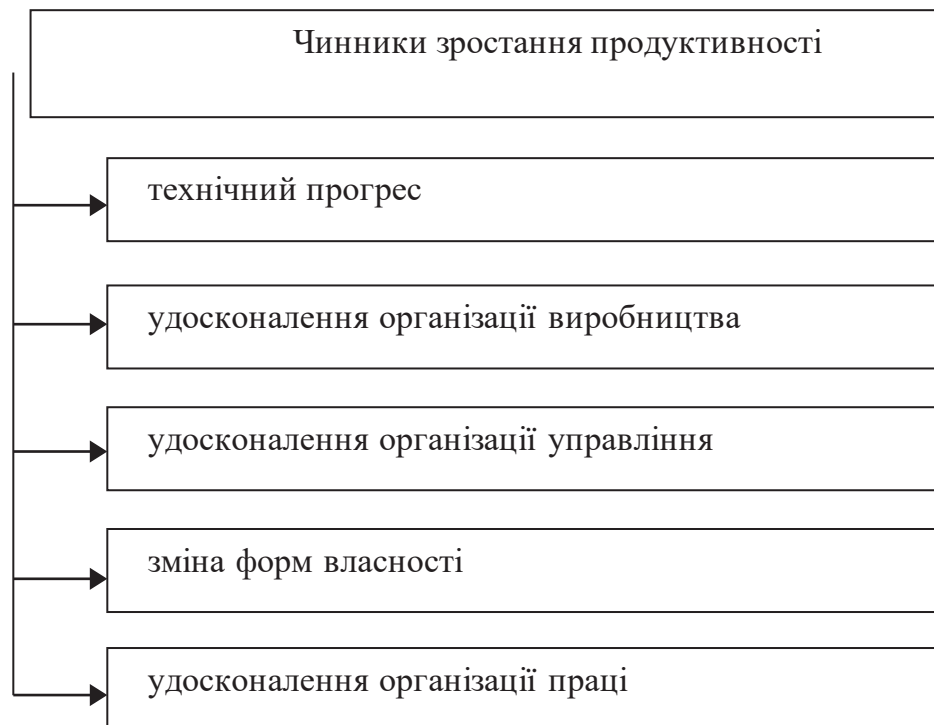 Чинники зростання продуктивності
технічний прогрес
удосконалення організації виробництва
удосконалення організації управління
зміна форм власності
удосконалення організації праці